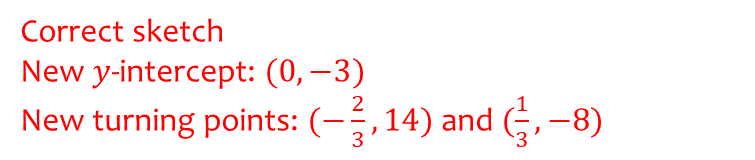 Correct sketch
New y-intercept: (0, −3)
New turning points: (−2/3, 14) and (1/3, −8)